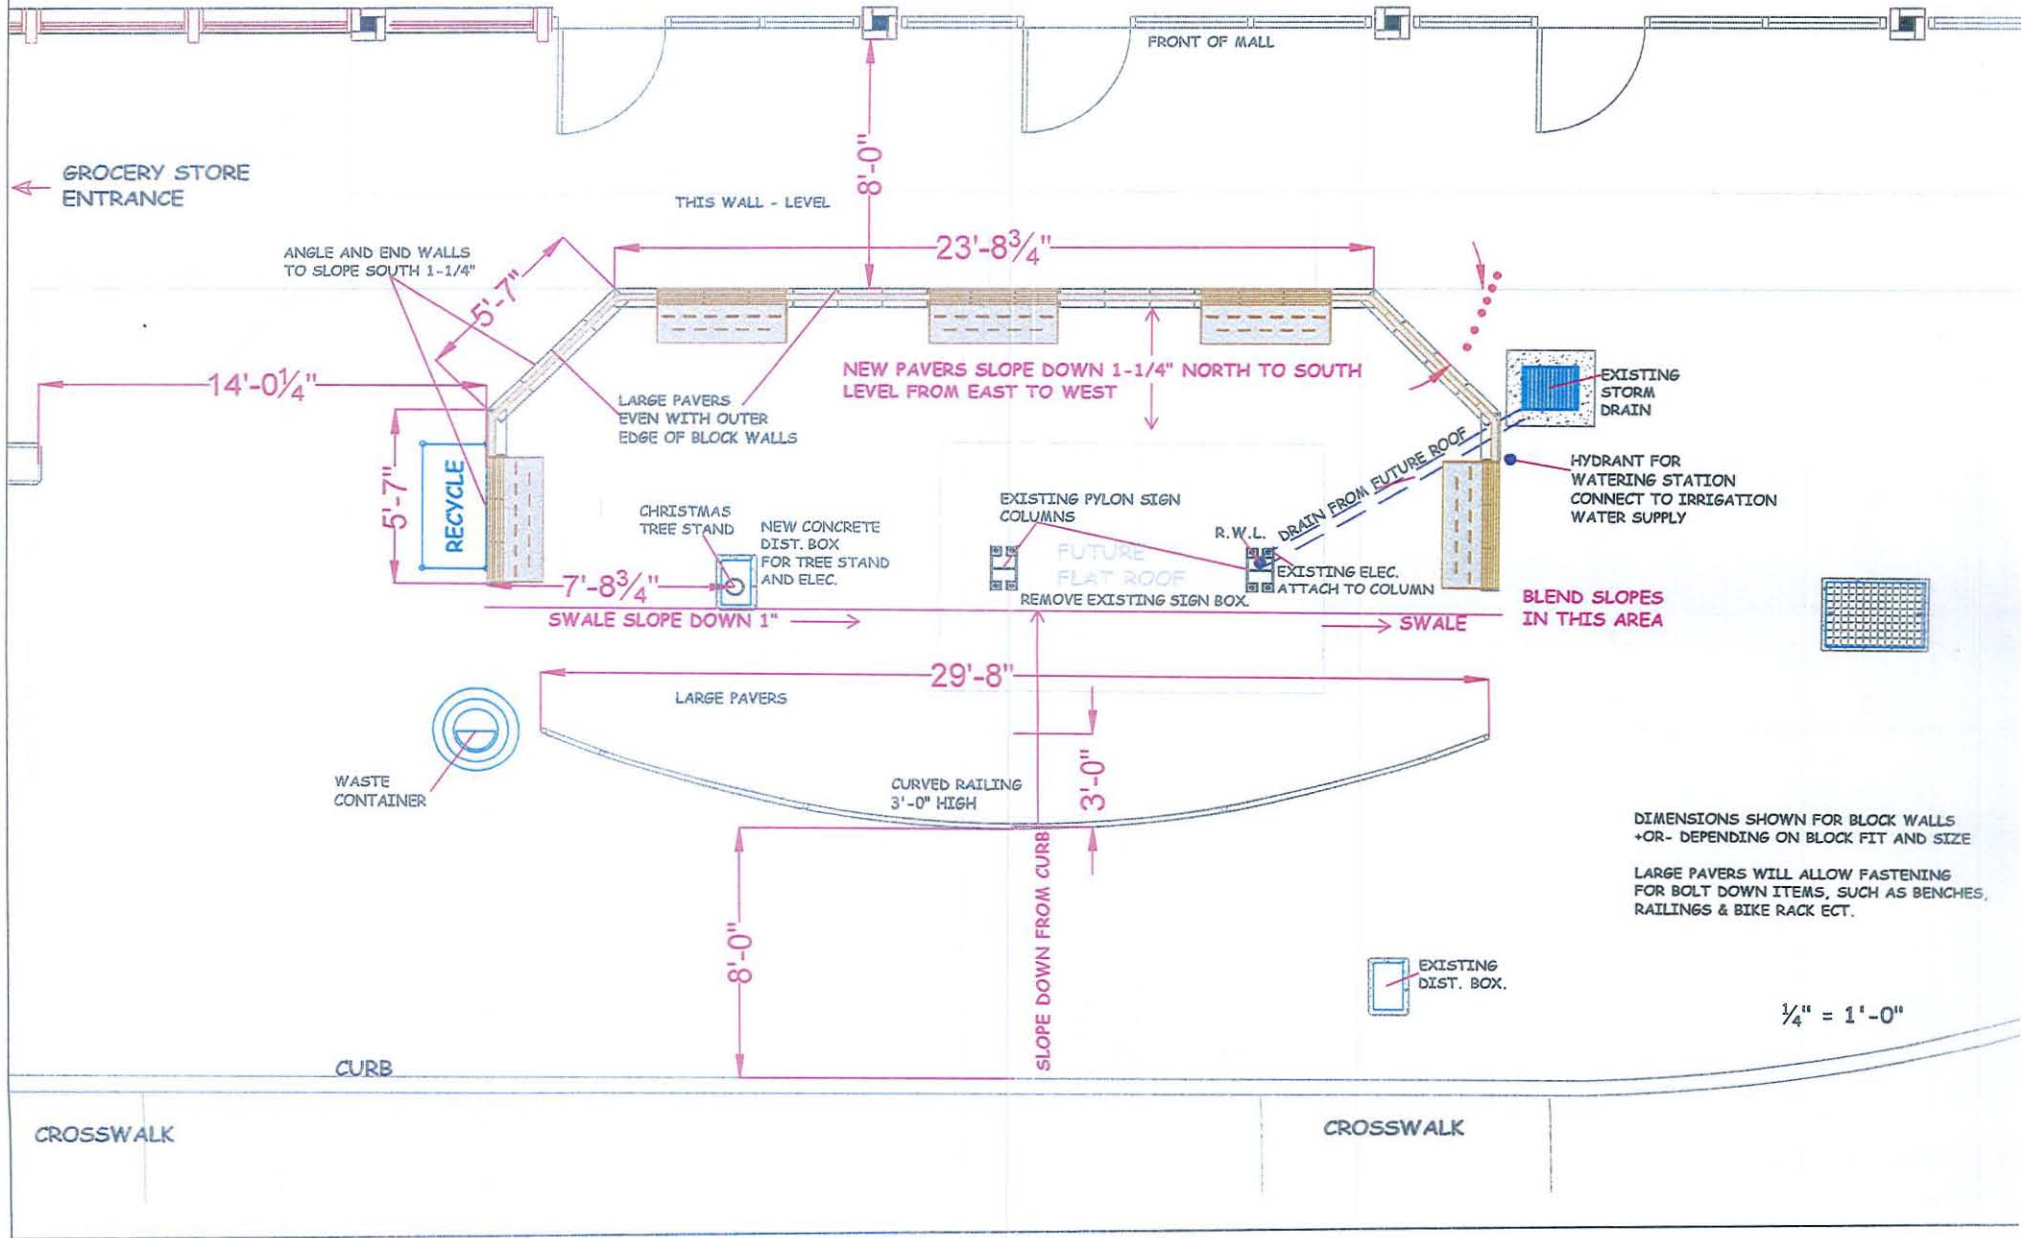 FRONT OF MALL
8'-0"
GROCERY STORE
ENTRANCE
THIS WALL - LEVEL
23'-8¾"
ANGLE AND END WALLS
TO SLOPE SOUTH 1-1/4"
5'-7"
14'-0¼"
NEW PAVERS SLOPE DOWN 1-1/4" NORTH TO SOUTH
LEVEL FROM EAST TO WEST
LARGE PAVERS
EVEN WITH OUTER
EDGE OF BLOCK WALLS
EXISTING
STORM
DRAIN
5'-7"
RECYCLE
DRAIN FROM FUTURE ROOF
HYDRANT FOR
WATERING STATION
CONNECT TO IRRIGATION
WATER SUPPLY
CHRISTMAS
TREE STAND
NEW CONCRETE
DIST. BOX
FOR TREE STAND
AND ELEC.
EXISTING PYLON SIGN
COLUMNS
R.W.L.
FUTURE
FLAT ROOF
EXISTING ELEC.
ATTACH TO COLUMN
7'-8¾"
REMOVE EXISTING SIGN BOX.
BLEND SLOPES
IN THIS AREA
SWALE SLOPE DOWN 1"
SWALE
29'-8"
LARGE PAVERS
WASTE
CONTAINER
CURVED RAILING
3'-0" HIGH
3'-0"
DIMENSIONS SHOWN FOR BLOCK WALLS
+OR- DEPENDING ON BLOCK FIT AND SIZE
LARGE PAVERS WILL ALLOW FASTENING
FOR BOLT DOWN ITEMS, SUCH AS BENCHES,
RAILINGS & BIKE RACK ECT.
8'-0"
SLOPE DOWN FROM CURB
EXISTING
DIST. BOX.
¼" = 1'-0"
CURB
CROSSWALK
CROSSWALK